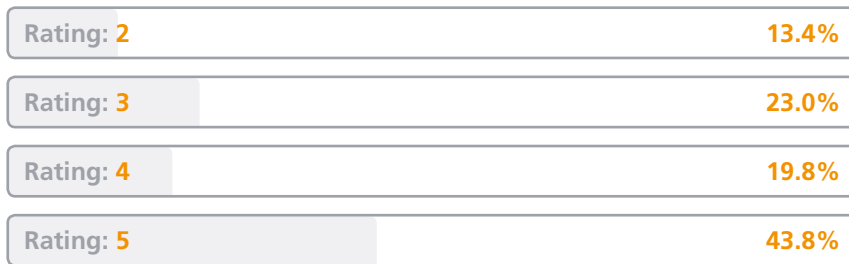 Rating: 2 13.4%
Rating: 3 23.0%
Rating: 4 19.8%
Rating: 5 43.8%